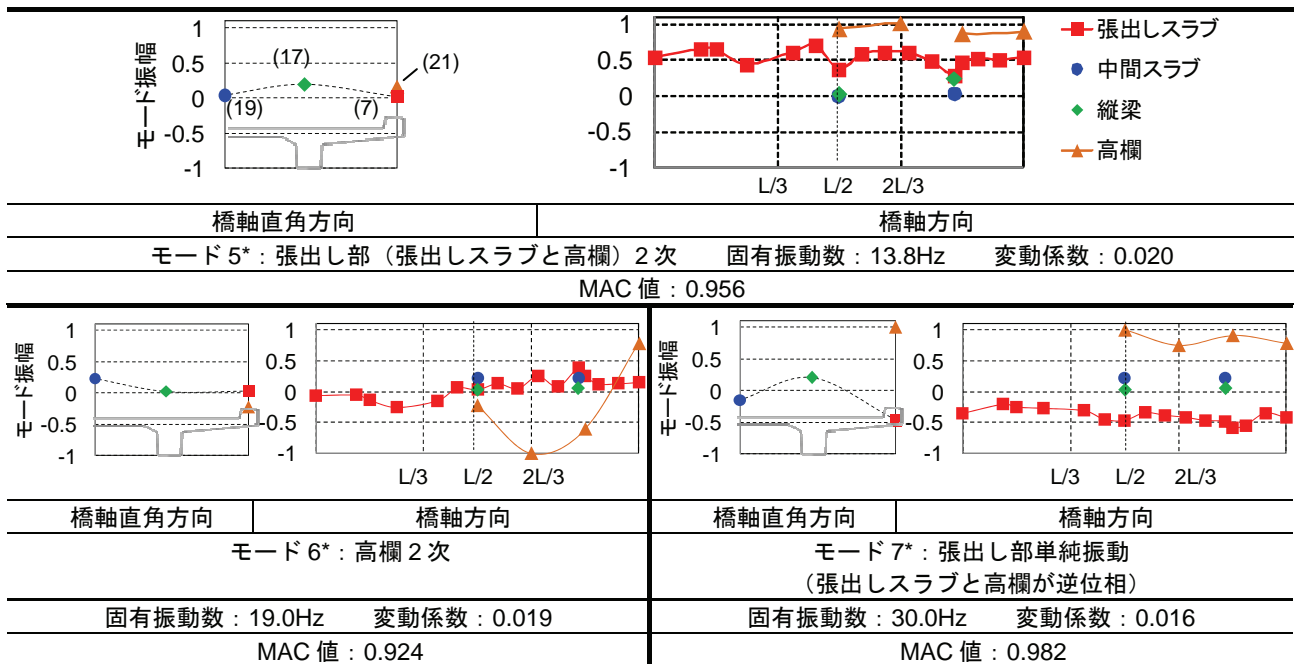 モード振幅
1
0.5
0
-0.5
-1
(17)
(21)
(19)
(7)
1
0.5
0
-0.5
-1
L/3 L/2 2L/3
張出しスラブ
中間スラブ
縦梁
高欄
橋軸直角方向 橋軸方向
モード 5*：張出し部（張出しスラブと高欄）2 次 固有振動数：13.8Hz 変動係数：0.020
MAC 値：0.956
モード振幅
1
0.5
0
-0.5
-1
1
0.5
0
-0.5
-1
L/3 L/2 2L/3
橋軸直角方向 橋軸方向
モード 6*：高欄 2 次
固有振動数：19.0Hz 変動係数：0.019
MAC 値：0.924
モード振幅
1
0.5
0
-0.5
-1
1
0.5
0
-0.5
-1
L/3 L/2 2L/3
橋軸直角方向 橋軸方向
モード 7*：張出し部単純振動
（張出しスラブと高欄が逆位相）
固有振動数：30.0Hz 変動係数：0.016
MAC 値：0.982